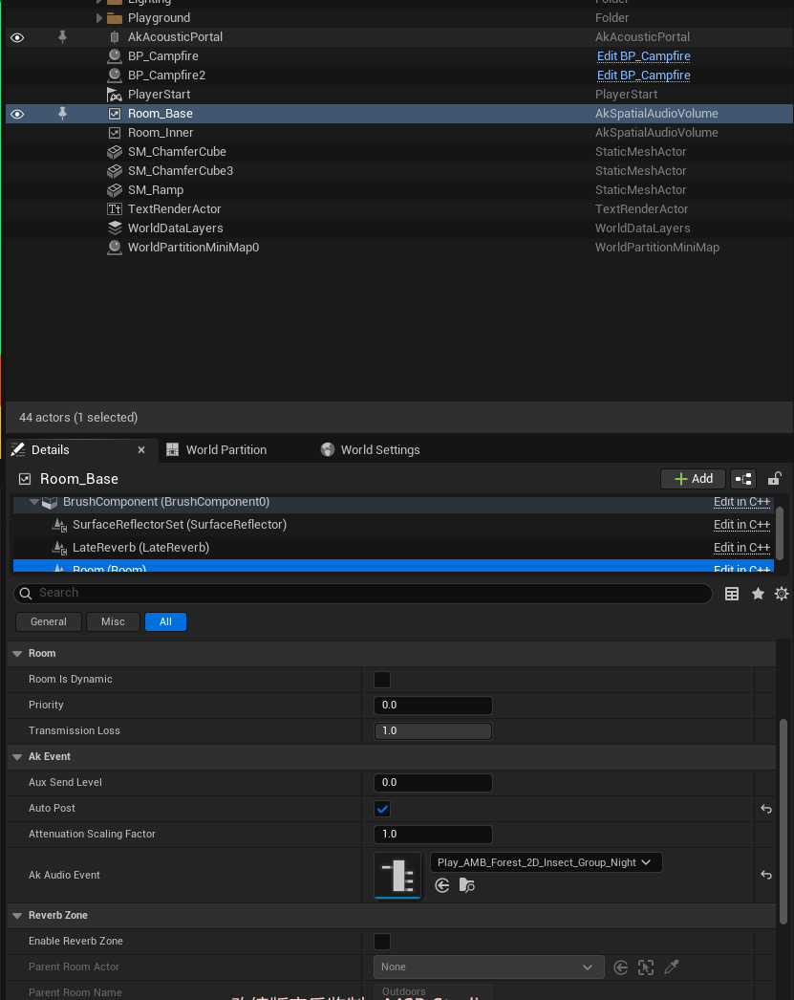 Lighting Folder
Playground Folder
AkAcousticPortal AkAcousticPortal
BP_Campfire Edit BP_Campfire
BP_Campfire2 Edit BP_Campfire
PlayerStart PlayerStart
Room_Base AkSpatialAudioVolume
Room_Inner AkSpatialAudioVolume
SM_ChamferCube StaticMeshActor
SM_ChamferCube3 StaticMeshActor
SM_Ramp StaticMeshActor
TextRenderActor TextRenderActor
WorldDataLayers WorldDataLayers
WorldPartitionMiniMap0 WorldPartitionMiniMap
44 actors (1 selected)
Details World Partition World Settings
Room_Base Add
BrushComponent (BrushComponent0) Edit in C++
SurfaceReflectorSet (SurfaceReflector) Edit in C++
LateReverb (LateReverb) Edit in C++
Room (Room) Edit in C++
Search
General Misc All
Room
Room Is Dynamic
Priority 0.0
Transmission Loss 1.0
Ak Event
Aux Send Level 0.0
Auto Post
Attenuation Scaling Factor 1.0
Ak Audio Event Play_AMB_Forest_2D_Insect_Group_Night
Reverb Zone
Enable Reverb Zone
Parent Room Actor None
Parent Room Name Outdoors